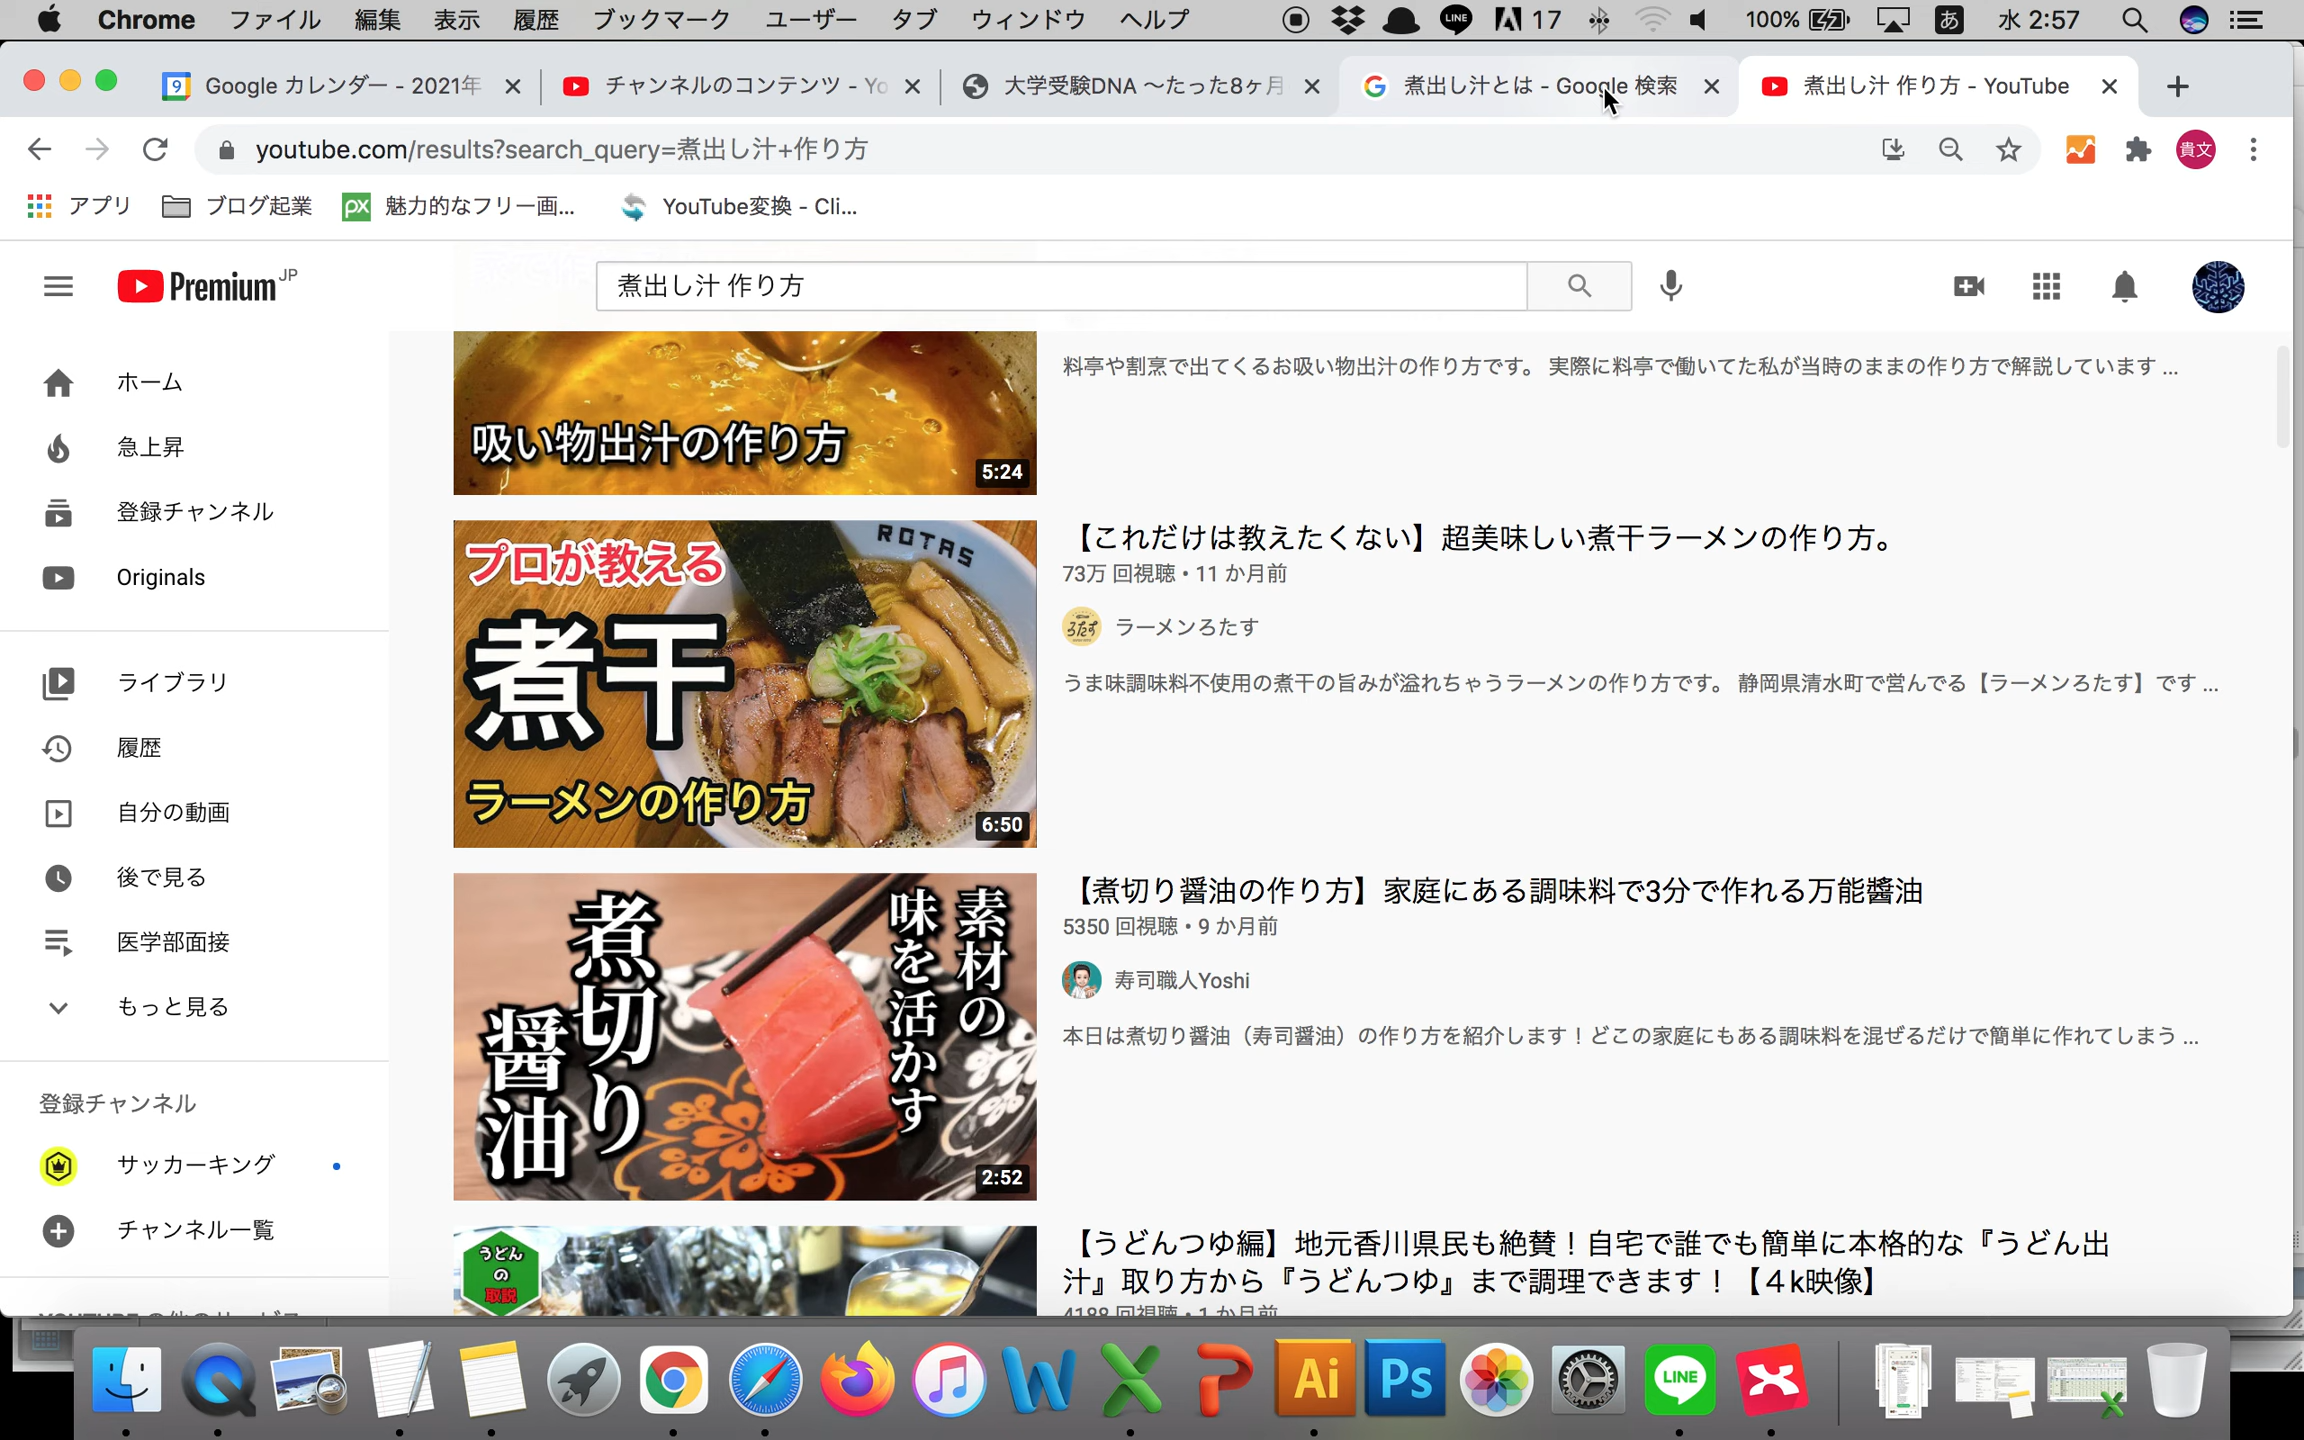 Chrome ファイル 編集 表示 履歴 ブックマーク ユーザー タブ ウィンドウ ヘルプ LINE 17 100% あ 水 2:57
9 Google カレンダー - 2021年 チャンネルのコンテンツ - Yo 大学受験DNA 〜たった8ヶ月 煮出し汁とは - Google 検索 煮出し汁 作り方 - YouTube
youtube.com/results?search_query=煮出し汁+作り方 貴文
アプリ ブログ起業 px 魅力的なフリー画... YouTube変換 - Cli...
Premium JP 煮出し汁 作り方
ホーム
急上昇
登録チャンネル
Originals
ライブラリ
履歴
自分の動画
後で見る
医学部面接
もっと見る
登録チャンネル
サッカーキング
チャンネル一覧
吸い物出汁の作り方
5:24
料亭や割烹で出てくるお吸い物出汁の作り方です。 実際に料亭で働いてた私が当時のままの作り方で解説しています ...
プロが教える
ROTAS
煮干
ラーメンの作り方
6:50
【これだけは教えたくない】超美味しい煮干ラーメンの作り方。
73万 回視聴・11 か月前
ろたす ラーメンろたす
うま味調味料不使用の煮干の旨みが溢れちゃうラーメンの作り方です。 静岡県清水町で営んでる【ラーメンろたす】です ...
素材の
味を活かす
煮切り
醤油
2:52
【煮切り醤油の作り方】家庭にある調味料で3分で作れる万能醬油
5350 回視聴・9 か月前
寿司職人Yoshi
本日は煮切り醤油（寿司醤油）の作り方を紹介します！どこの家庭にもある調味料を混ぜるだけで簡単に作れてしまう ...
うどん
の
取説
【うどんつゆ編】地元香川県民も絶賛！自宅で誰でも簡単に本格的な『うどん出
汁』取り方から『うどんつゆ』まで調理できます！【４k映像】
4188 回視聴・1 か月前
Ai Ps LINE